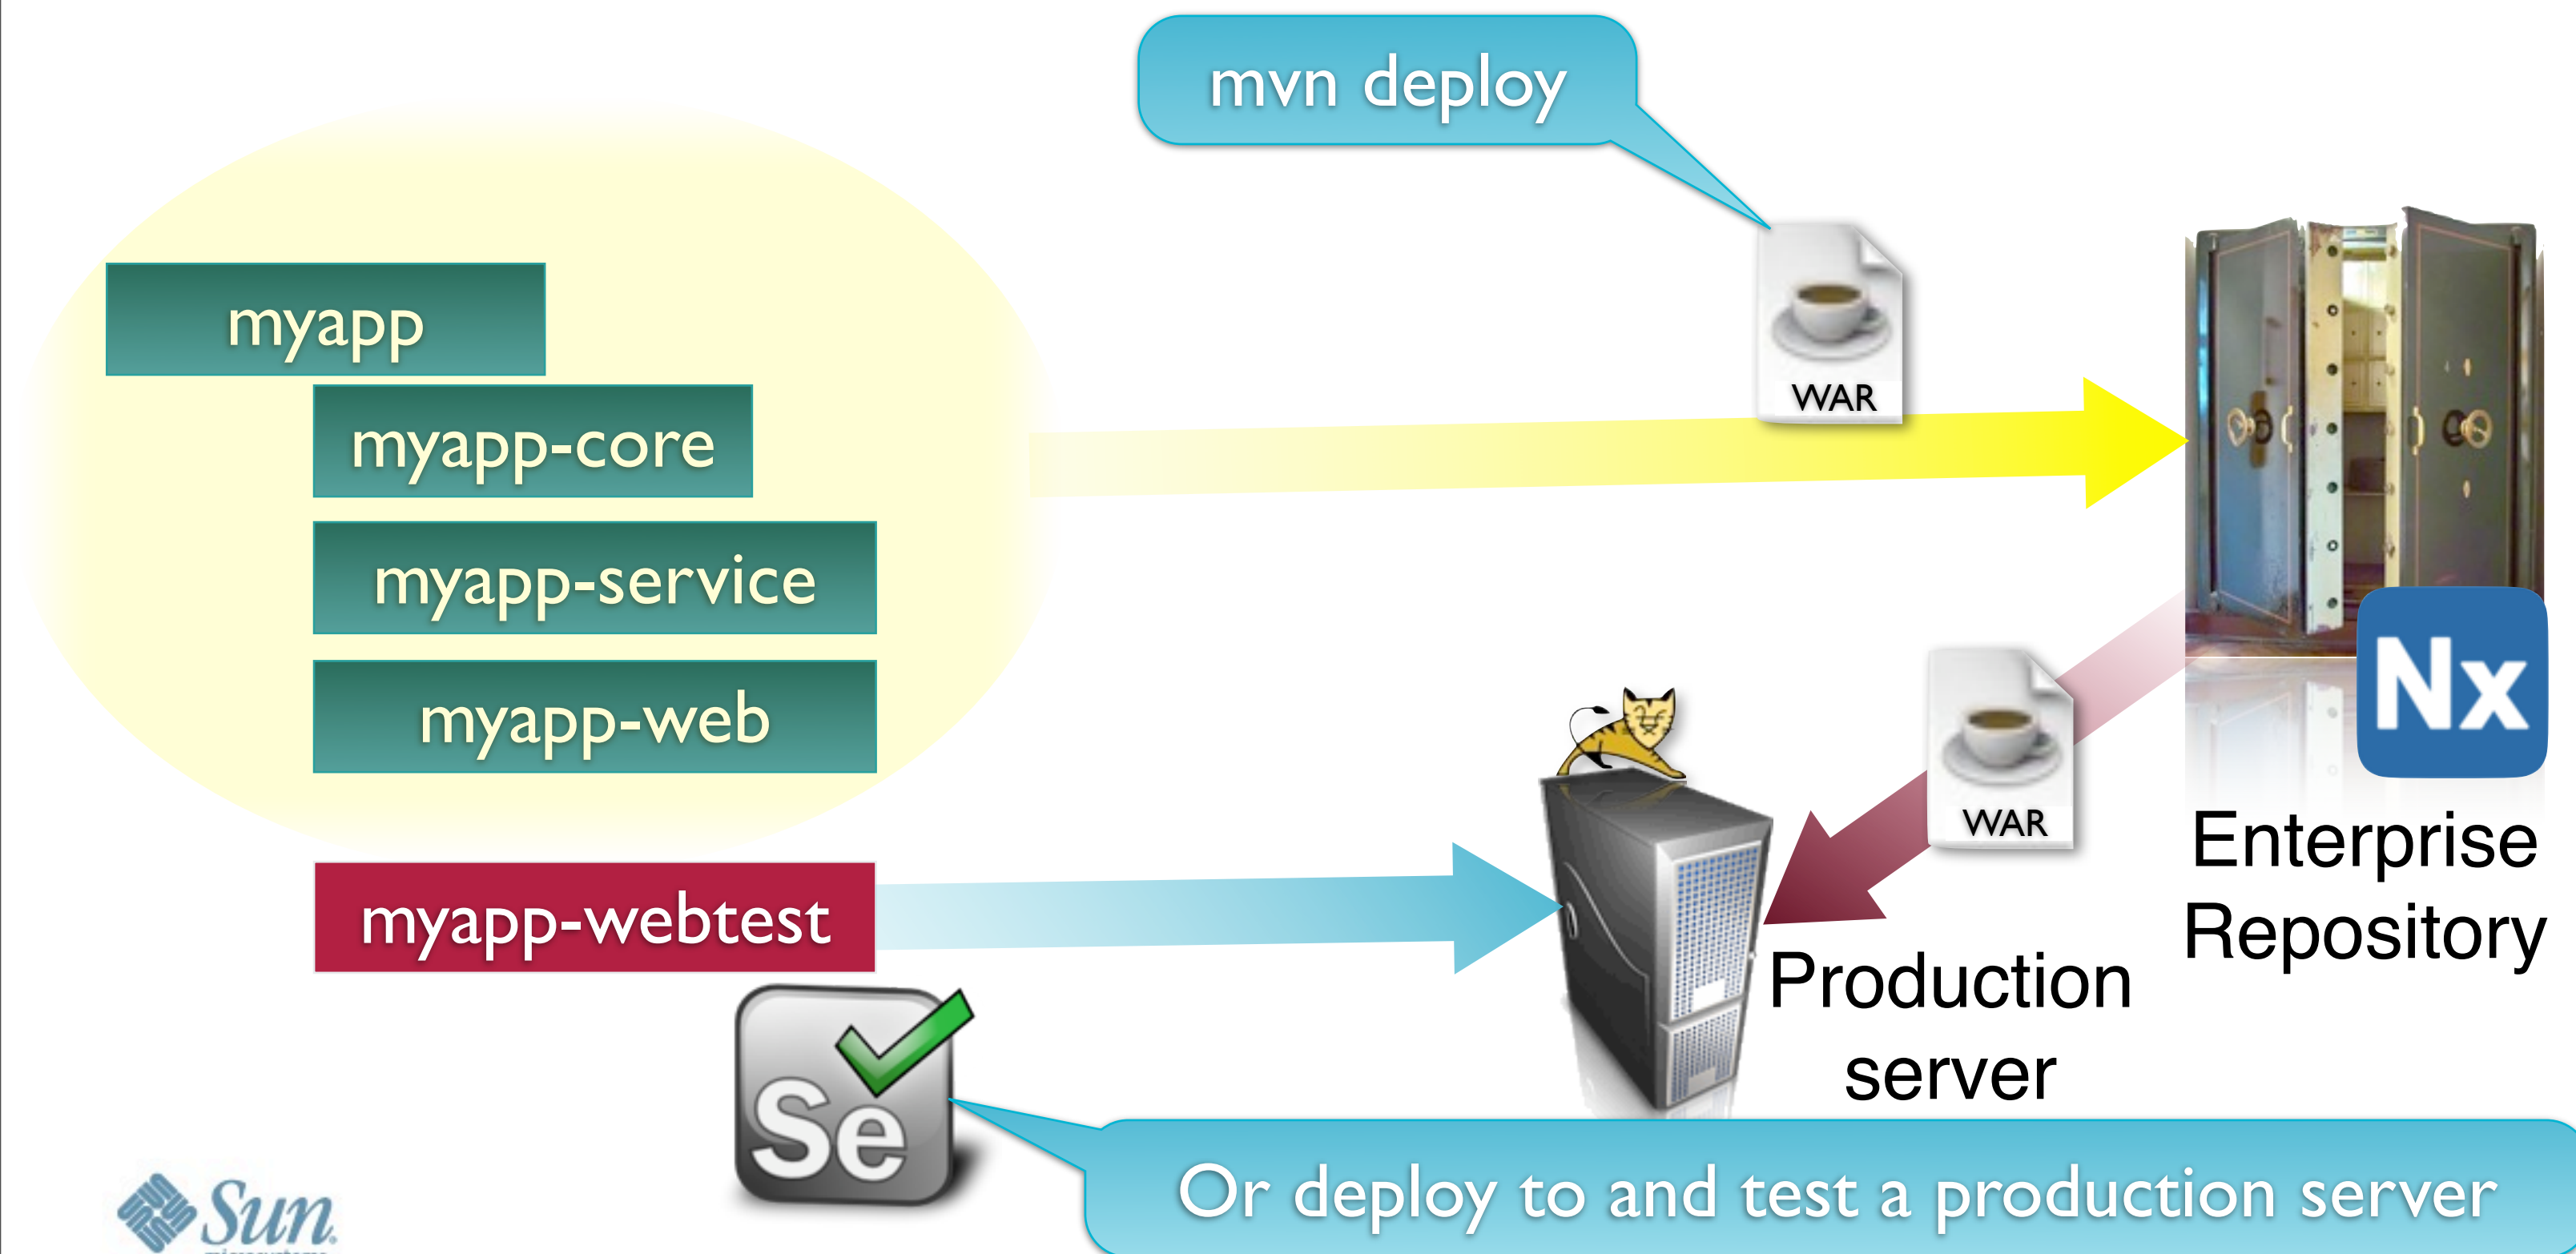 mvn deploy
myapp
myapp-core
myapp-service
myapp-web
myapp-webtest
WAR
WAR
Nx
Enterprise
Repository
Production
server
Se
Or deploy to and test a production server
Sun
microsystems